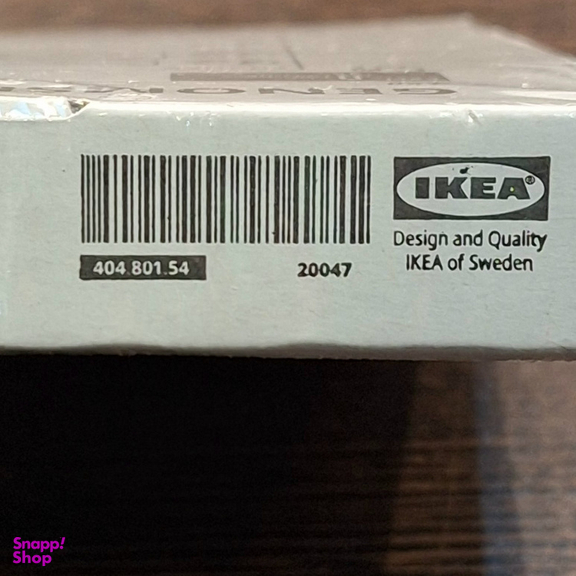 404.801.54
20047
IKEA®
Design and Quality
IKEA of Sweden
Snapp!
Shop